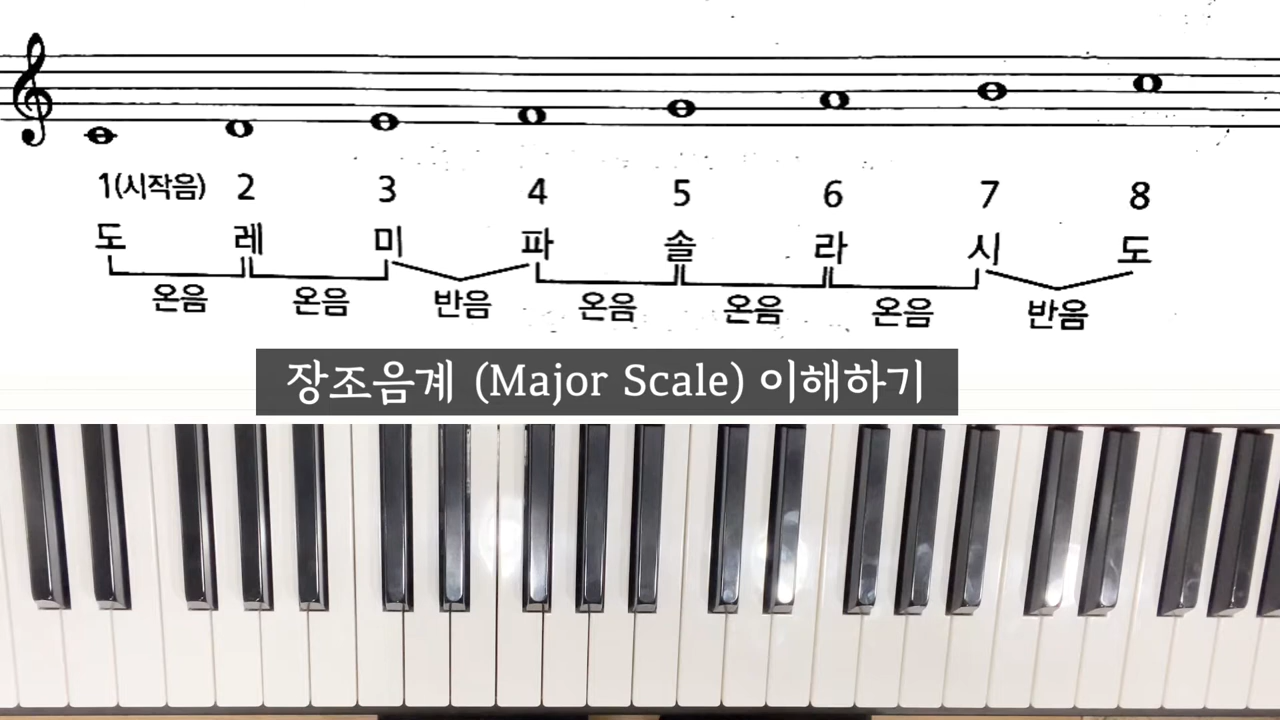 1(시작음) 2 3 4 5 6 7 8
도 레 미 파 솔 라 시 도
온음 온음 반음 온음 온음 온음 반음
장조음계 (Major Scale) 이해하기